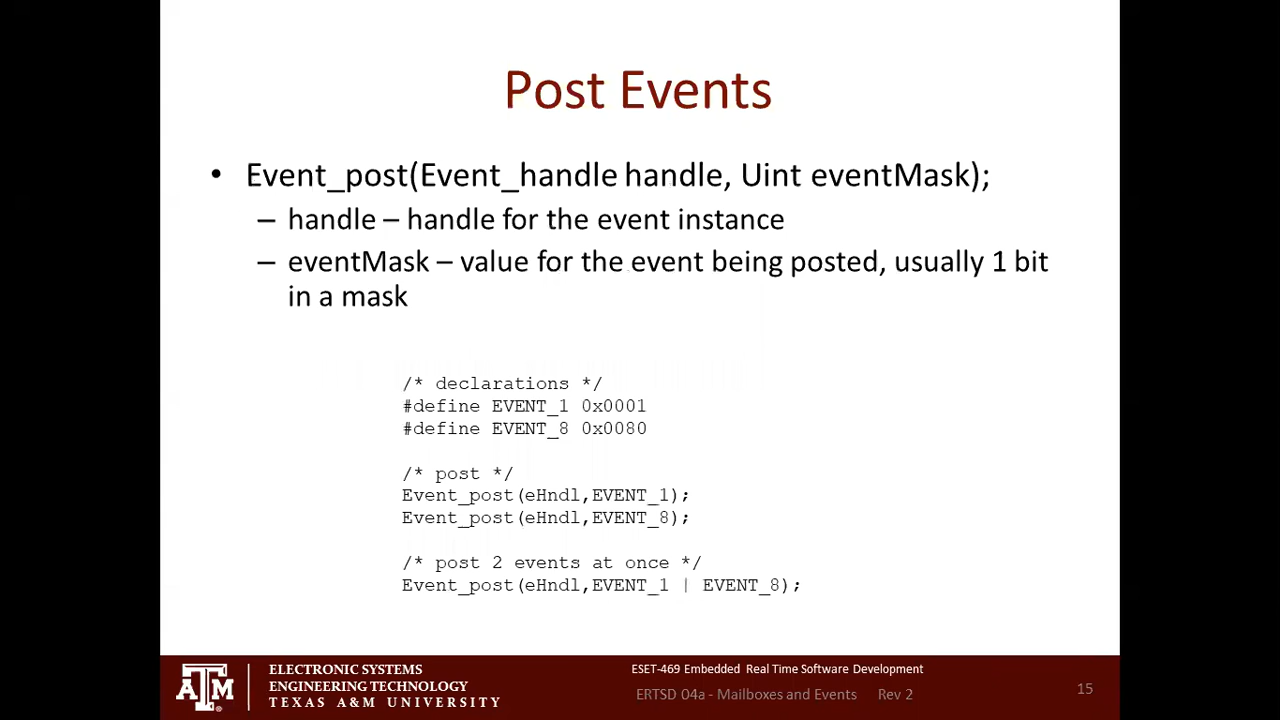 Post Events
• Event_post(Event_handle handle, Uint eventMask);
– handle – handle for the event instance
– eventMask – value for the event being posted, usually 1 bit
in a mask
/* declarations */
#define EVENT_1 0x0001
#define EVENT_8 0x0080
/* post */
Event_post(eHndl,EVENT_1);
Event_post(eHndl,EVENT_8);
/* post 2 events at once */
Event_post(eHndl,EVENT_1 | EVENT_8);
ATM
ELECTRONIC SYSTEMS
ENGINEERING TECHNOLOGY
TEXAS A&M UNIVERSITY
ESET-469 Embedded Real Time Software Development
ERTSD 04a - Mailboxes and Events Rev 2
15